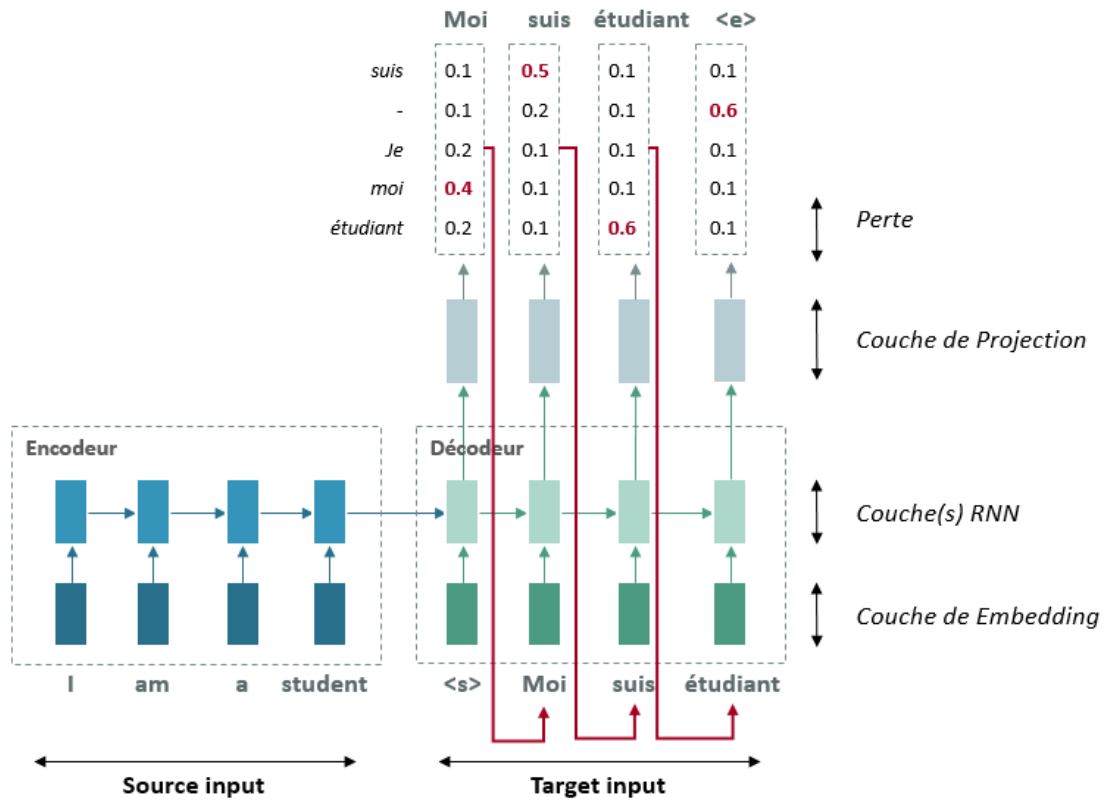 Moi suis étudiant <e>
suis 0.1 0.5 0.1 0.1
- 0.1 0.2 0.1 0.6
Je 0.2 0.1 0.1 0.1
moi 0.4 0.1 0.1 0.1
étudiant 0.2 0.1 0.6 0.1
Perte
Couche de Projection
Encodeur
Décodeur
Couche(s) RNN
Couche de Embedding
I am a student
<s> Moi suis étudiant
Source input
Target input